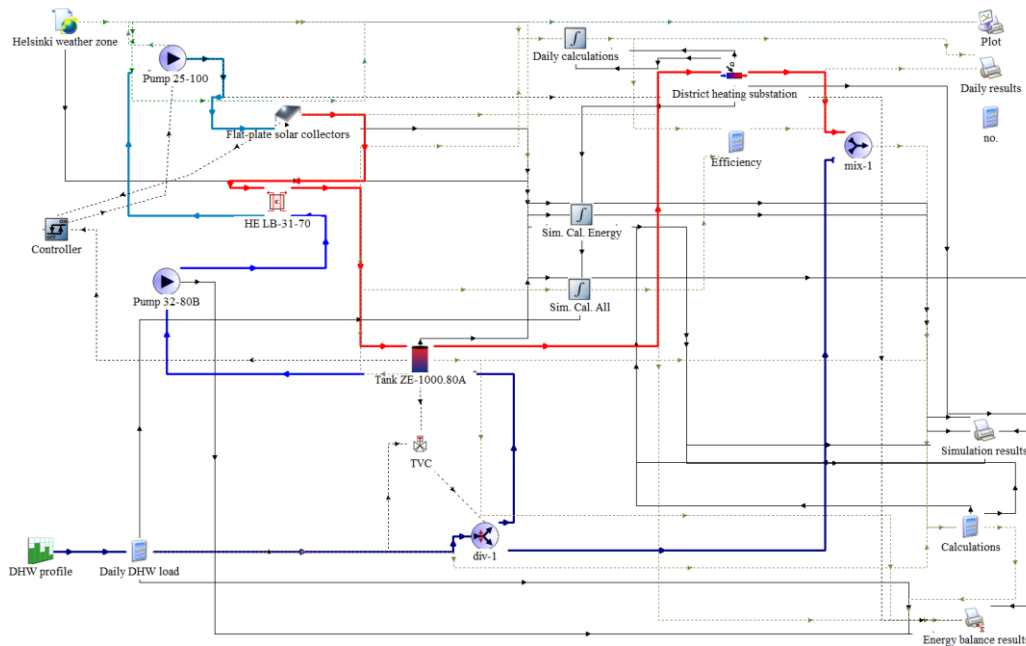 Helsinki weather zone
Pump 25-100
Daily calculations
Plot
District heating substation
Daily results
Flat-plate solar collectors
Efficiency
no.
mix-1
HE LB-31-70
Controller
Sim. Cal. Energy
Pump 32-80B
Sim. Cal. All
Tank ZE-1000.80A
TVC
Simulation results
div-1
Calculations
DHW profile
Daily DHW load
Energy balance results